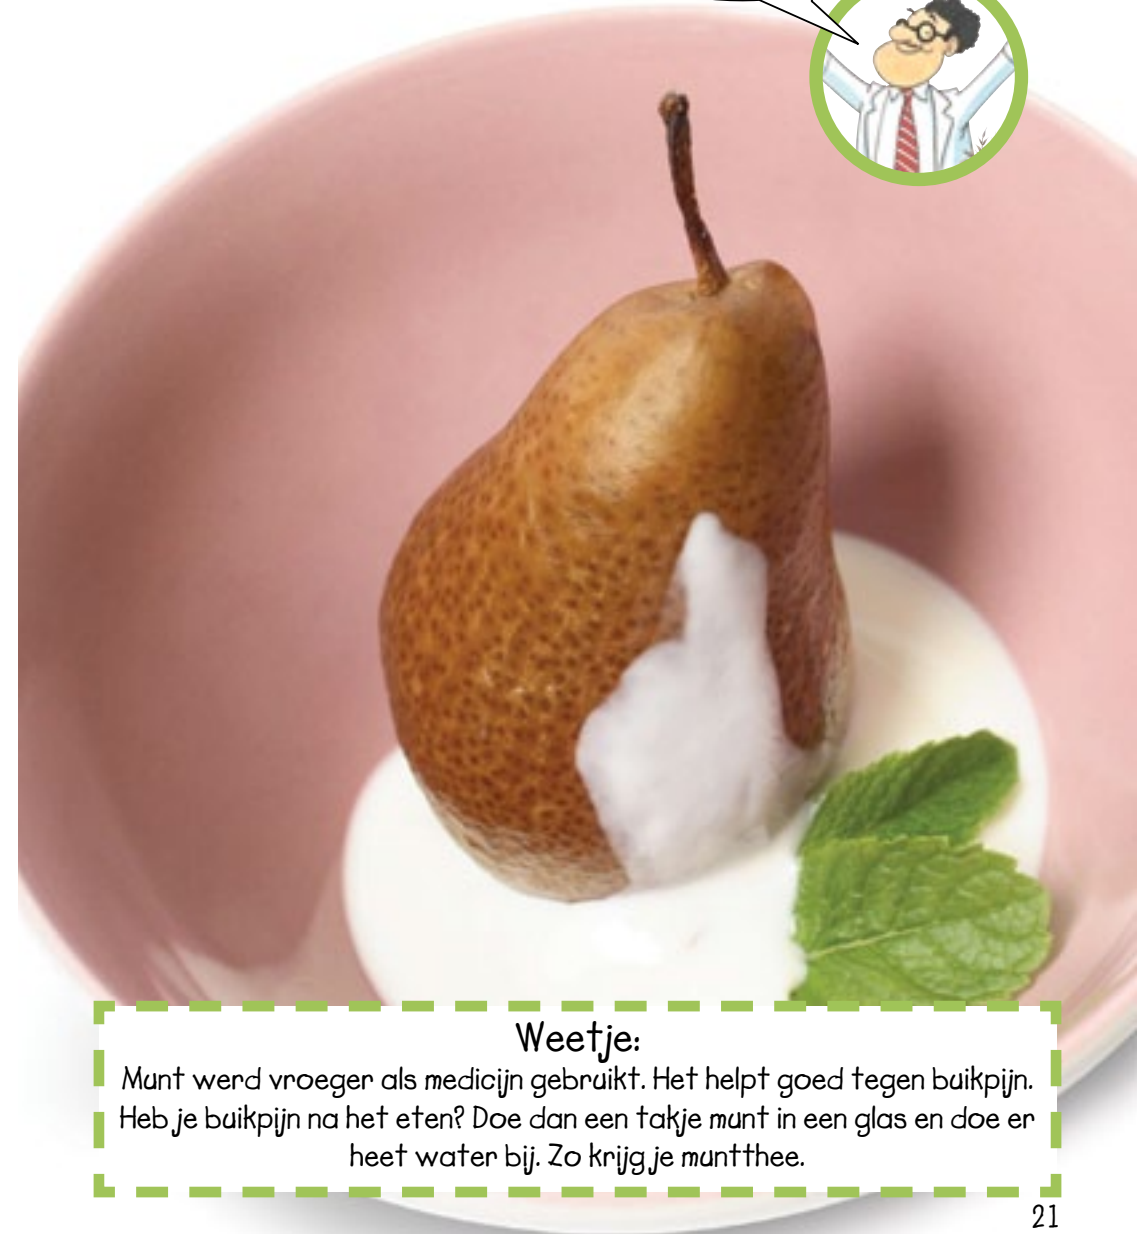 Weetje:
Munt werd vroeger als medicijn gebruikt. Het helpt goed tegen buikpijn.
Heb je buikpijn na het eten? Doe dan een takje munt in een glas en doe er
heet water bij. Zo krijg je muntthee.
21